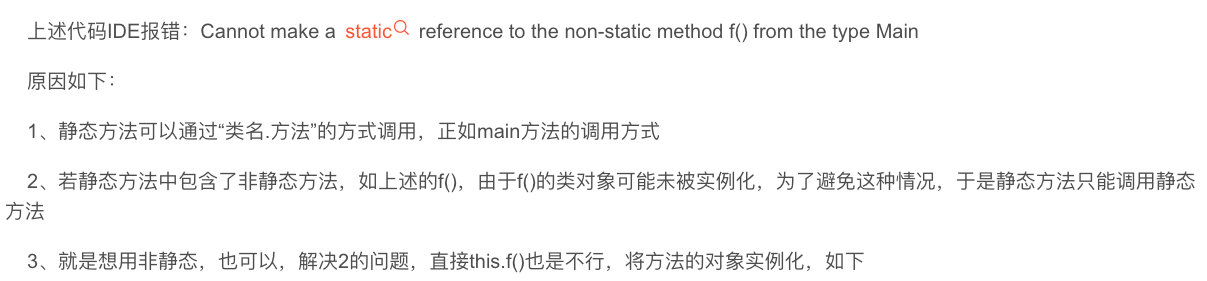 上述代码IDE报错：Cannot make a static reference to the non-static method f() from the type Main
原因如下：
1、静态方法可以通过“类名.方法”的方式调用，正如main方法的调用方式
2、若静态方法中包含了非静态方法，如上述的f()，由于f()的类对象可能未被实例化，为了避免这种情况，于是静态方法只能调用静态
方法
3、就是想用非静态，也可以，解决2的问题，直接this.f()也是不行，将方法的对象实例化，如下